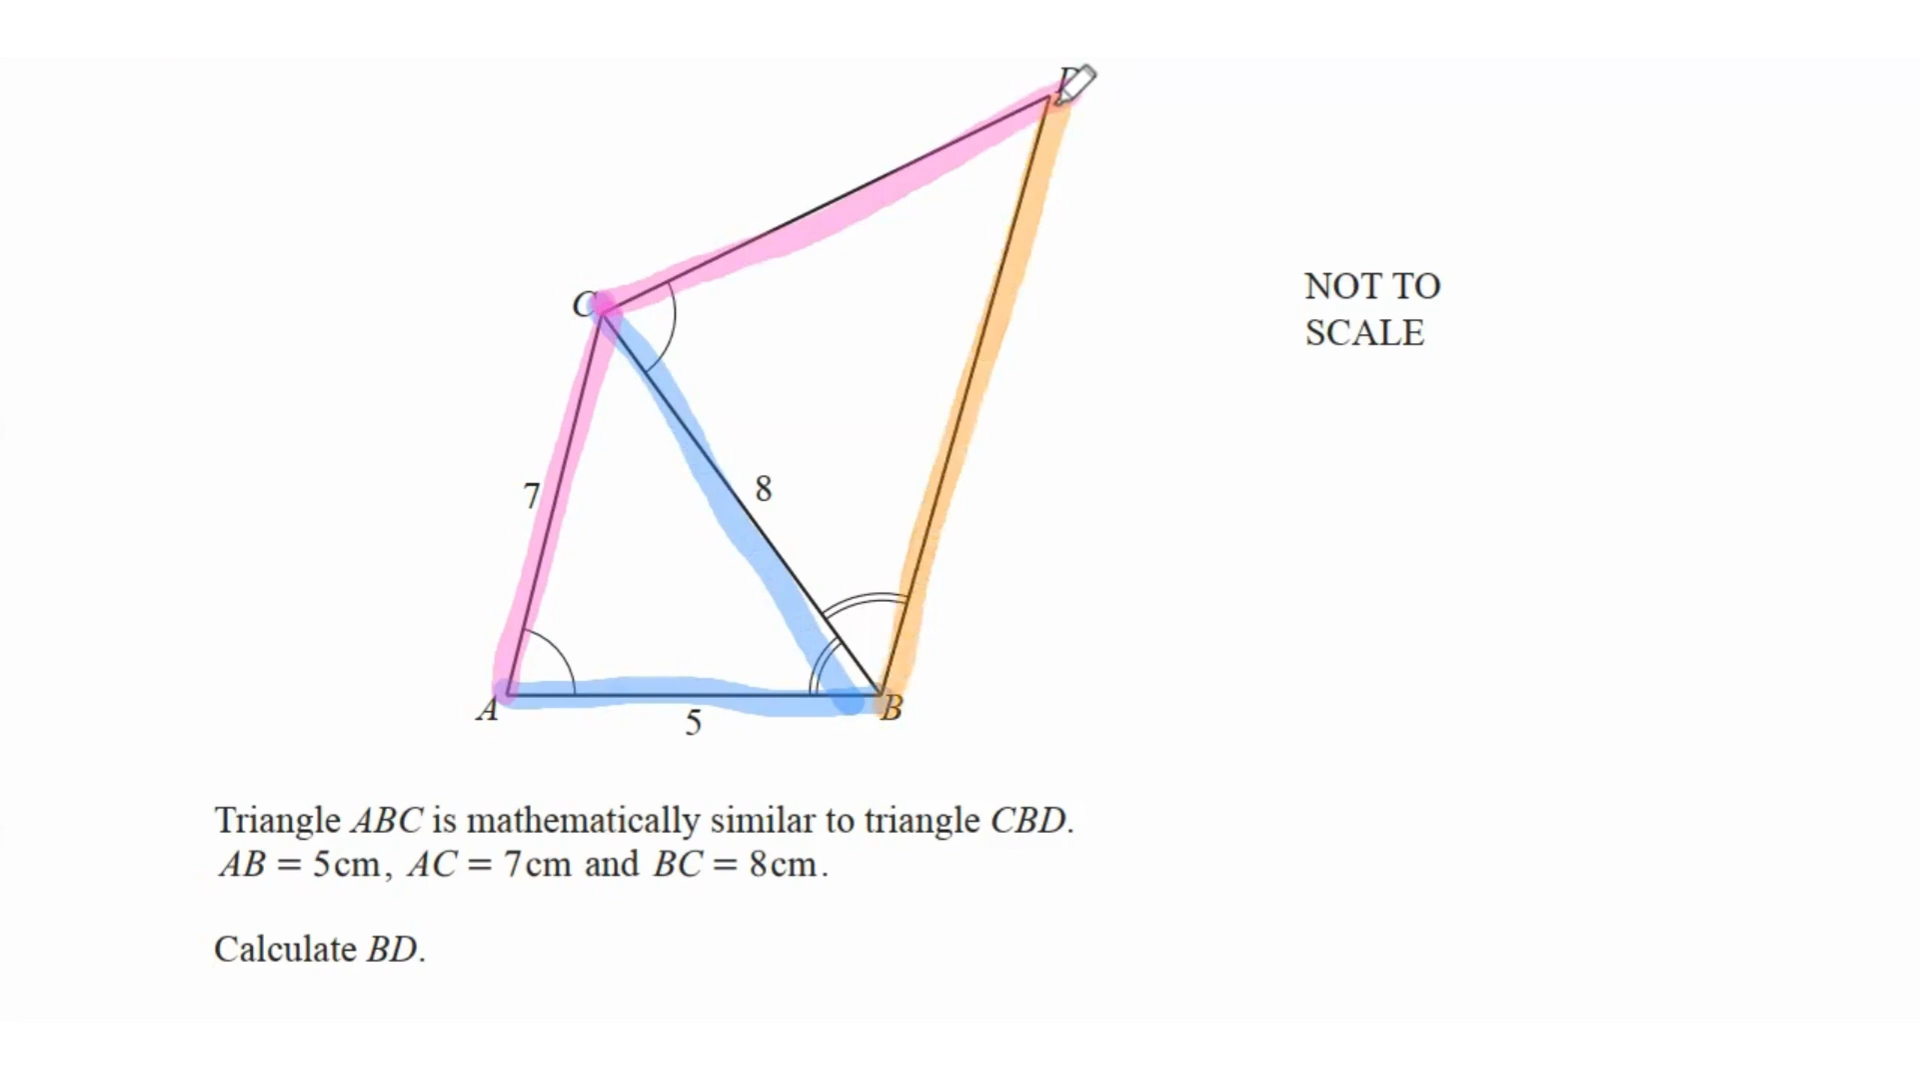 C
NOT TO
SCALE
7
8
A
5
B
Triangle ABC is mathematically similar to triangle CBD.
AB = 5cm, AC = 7cm and BC = 8cm.
Calculate BD.